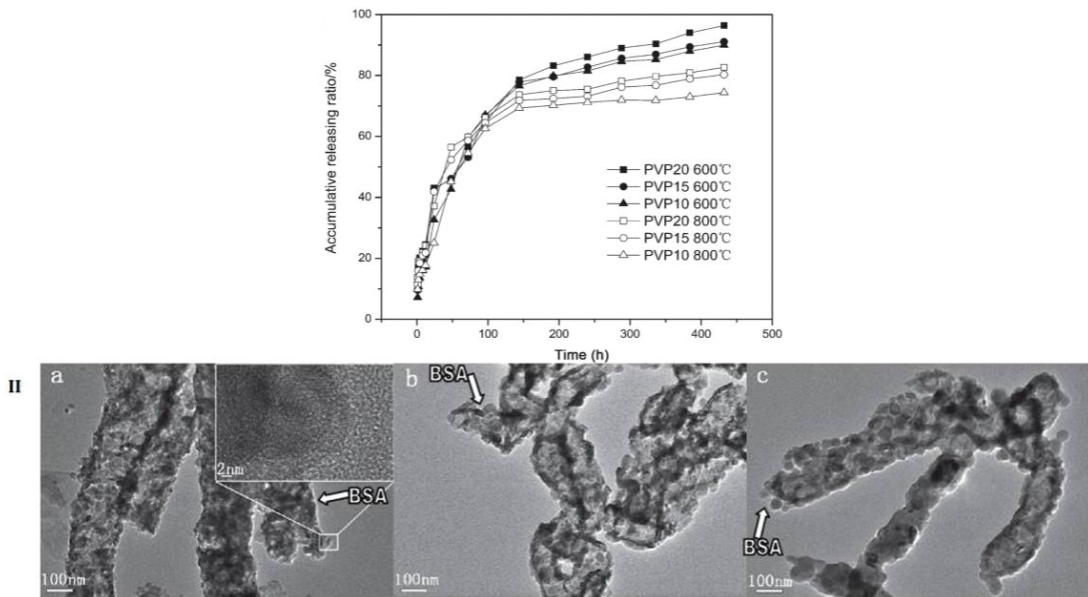 Accumulative releasing ratio/%
100
80
60
40
20
0
PVP20 600℃
PVP15 600℃
PVP10 600℃
PVP20 800℃
PVP15 800℃
PVP10 800℃
0 100 200 300 400 500
Time (h)
II
a
2nm
BSA
100nm
b
BSA
100nm
c
BSA
100nm